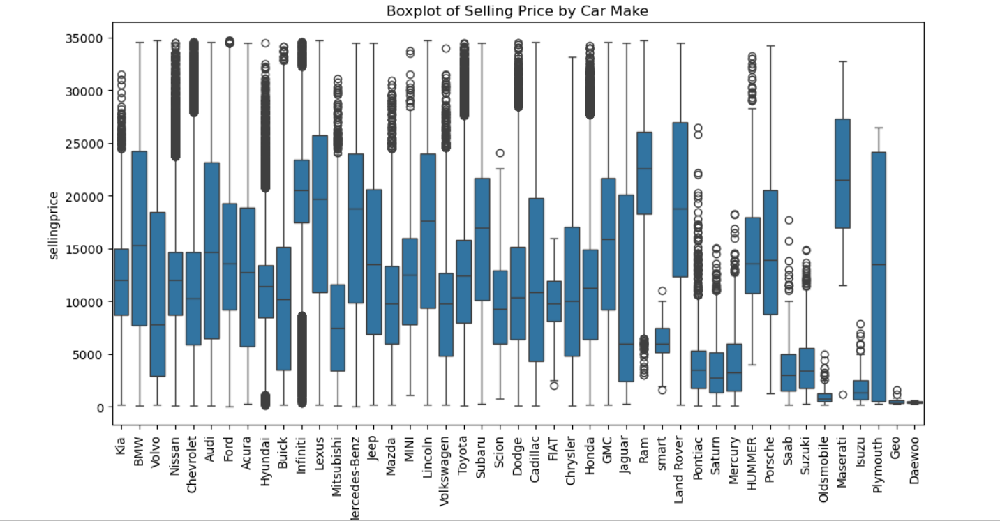 Boxplot of Selling Price by Car Make
35000
30000
25000
20000
15000
10000
5000
0
sellingprice
Kia
BMW
Volvo
Nissan
Chevrolet
Audi
Ford
Acura
Hyundai
Buick
Infiniti
Lexus
Mitsubishi
Mercedes-Benz
Jeep
Mazda
MINI
Lincoln
Volkswagen
Toyota
Subaru
Scion
Dodge
Cadillac
FIAT
Chrysler
Honda
GMC
Jaguar
Ram
smart
Land Rover
Pontiac
Saturn
Mercury
HUMMER
Porsche
Saab
Suzuki
Oldsmobile
Maserati
Isuzu
Plymouth
Geo
Daewoo